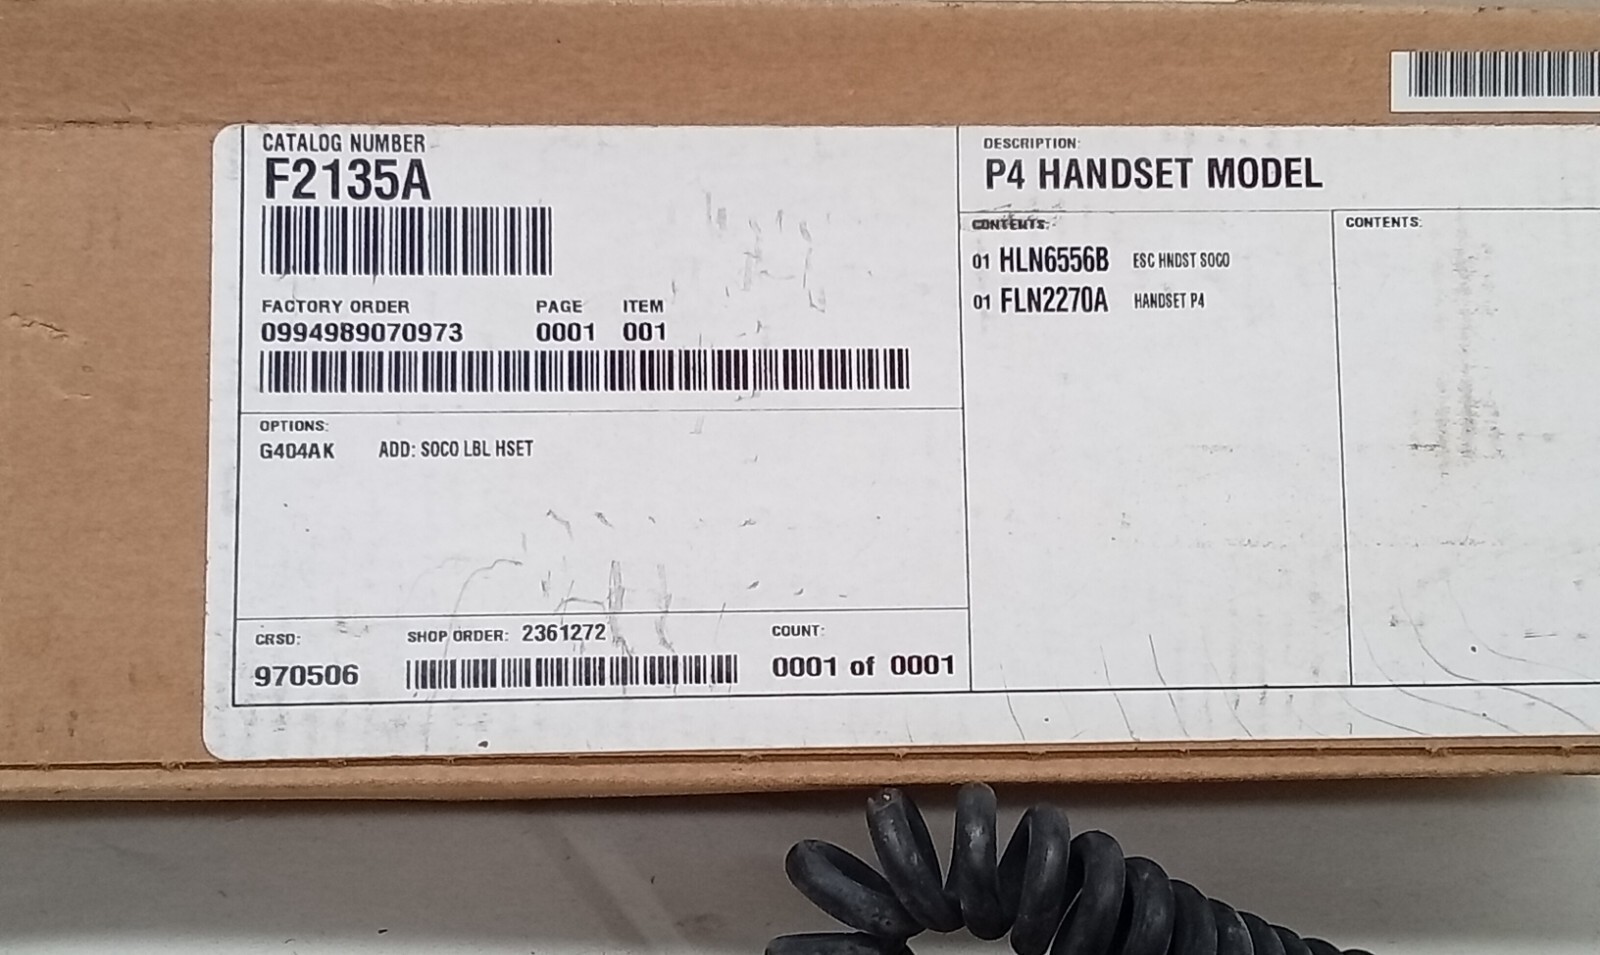 CATALOG NUMBER
F2135A
FACTORY ORDER PAGE ITEM
0994989070973 0001 001
OPTIONS:
G404AK ADD: SOCO LBL HSET
CRSD: SHOP ORDER: 2361272 COUNT:
970506 0001 of 0001
DESCRIPTION:
P4 HANDSET MODEL
CONTENTS:
01 HLN6556B ESC HNDST SOCO
01 FLN2270A HANDSET P4
CONTENTS: